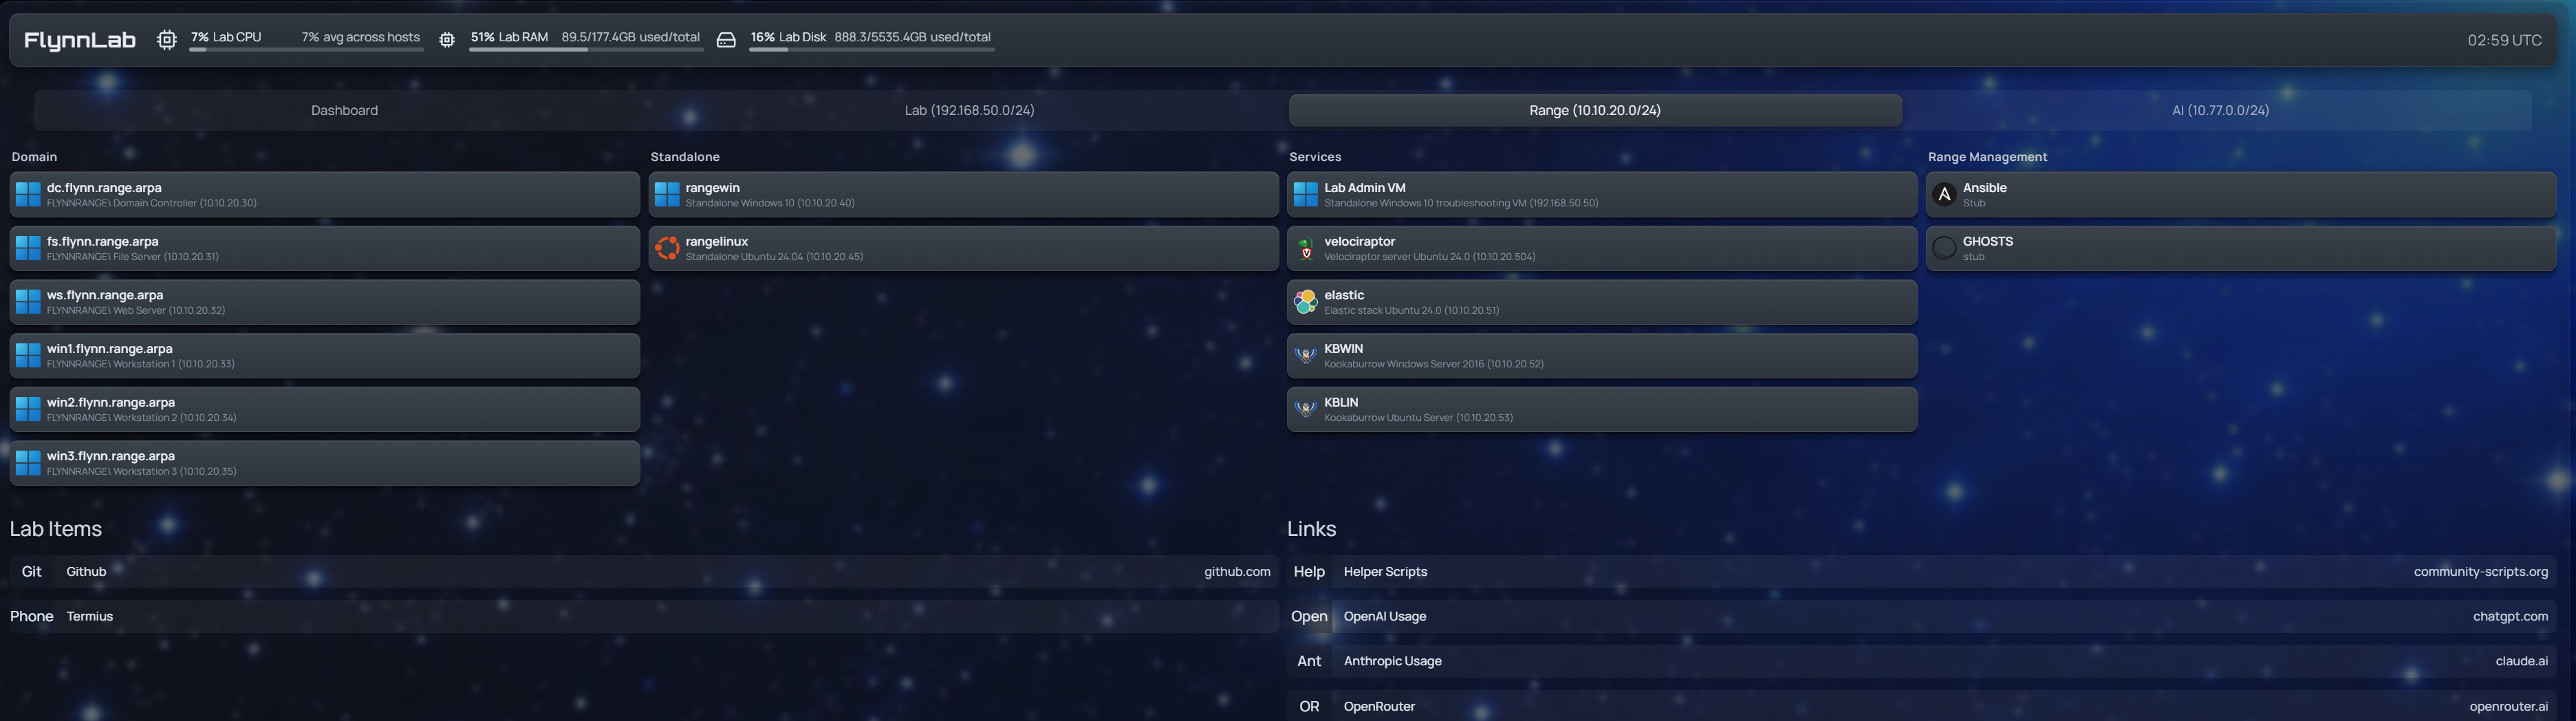 FlynnLab
7% Lab CPU 7% avg across hosts
51% Lab RAM 89.5/177.4GB used/total
16% Lab Disk 888.3/5535.4GB used/total
02:59 UTC
Dashboard
Lab (192.168.50.0/24)
Range (10.10.20.0/24)
AI (10.77.0.0/24)
Domain
dc.flynn.range.arpa
FLYNNRANGE\ Domain Controller (10.10.20.30)
fs.flynn.range.arpa
FLYNNRANGE\ File Server (10.10.20.31)
ws.flynn.range.arpa
FLYNNRANGE\ Web Server (10.10.20.32)
win1.flynn.range.arpa
FLYNNRANGE\ Workstation 1 (10.10.20.33)
win2.flynn.range.arpa
FLYNNRANGE\ Workstation 2 (10.10.20.34)
win3.flynn.range.arpa
FLYNNRANGE\ Workstation 3 (10.10.20.35)
Standalone
rangewin
Standalone Windows 10 (10.10.20.40)
rangelinux
Standalone Ubuntu 24.04 (10.10.20.45)
Services
Lab Admin VM
Standalone Windows 10 troubleshooting VM (192.168.50.50)
velociraptor
Velociraptor server Ubuntu 24.0 (10.10.20.504)
elastic
Elastic stack Ubuntu 24.0 (10.10.20.51)
KBWIN
Kookaburrow Windows Server 2016 (10.10.20.52)
KBLIN
Kookaburrow Ubuntu Server (10.10.20.53)
Range Management
Ansible
Stub
GHOSTS
stub
Lab Items
Git Github github.com
Phone Termius
Links
Help Helper Scripts community-scripts.org
Open OpenAI Usage chatgpt.com
Ant Anthropic Usage claude.ai
OR OpenRouter openrouter.ai